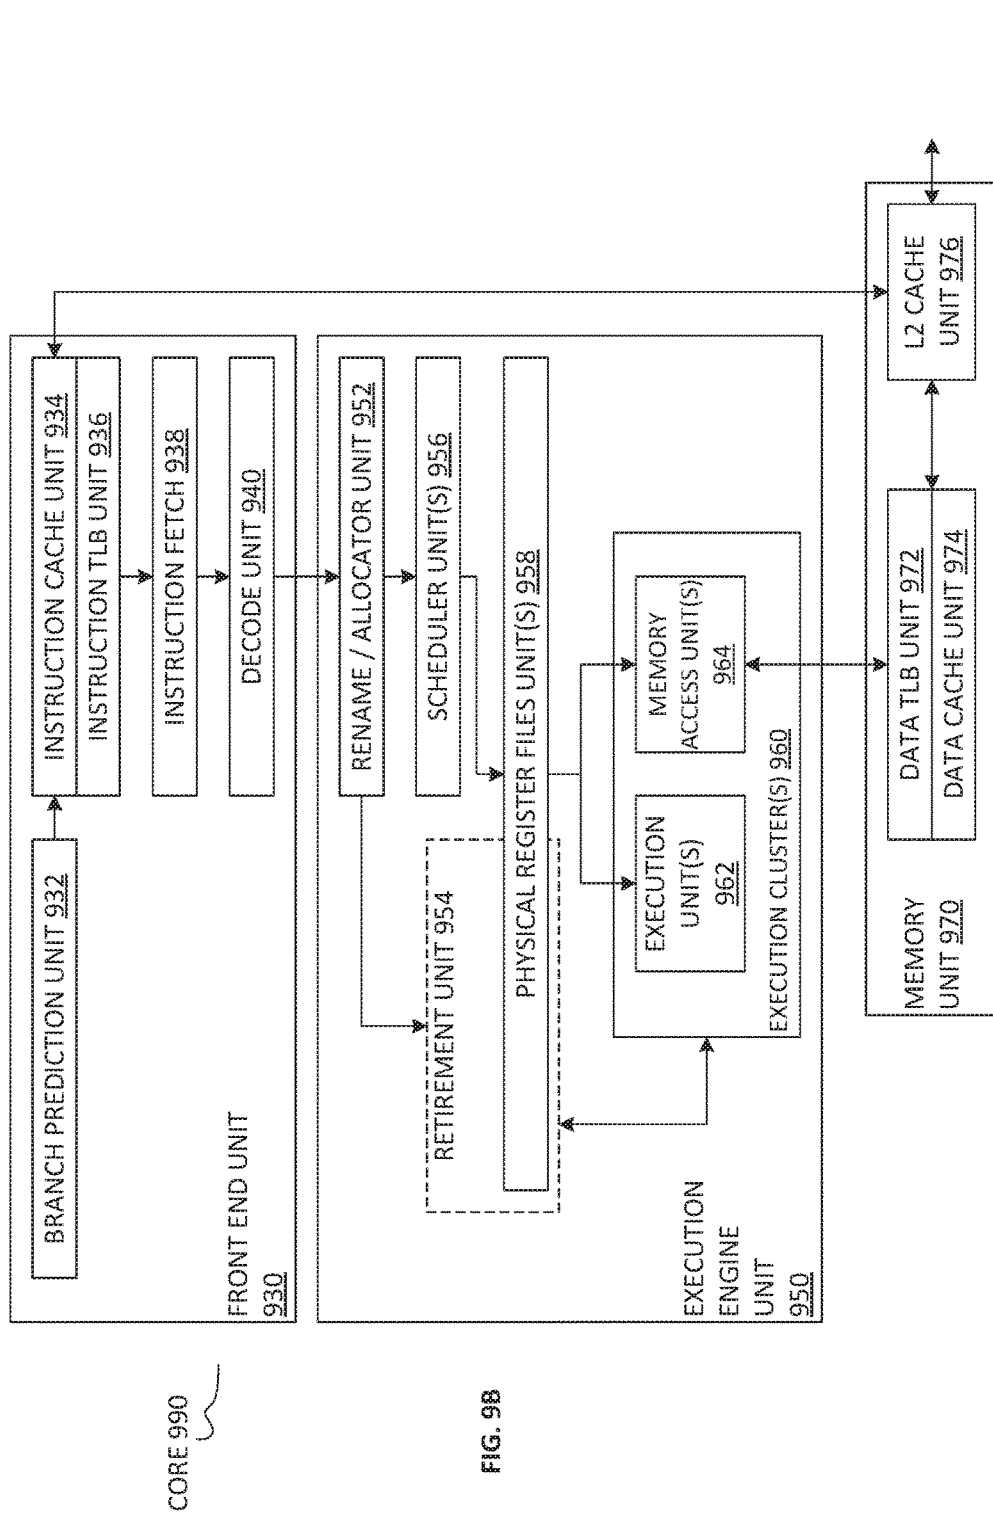 CORE 990
FRONT END UNIT
930
BRANCH PREDICTION UNIT 932
INSTRUCTION CACHE UNIT 934
INSTRUCTION TLB UNIT 936
INSTRUCTION FETCH 938
DECODE UNIT 940
EXECUTION
ENGINE
UNIT
950
RENAME / ALLOCATOR UNIT 952
RETIREMENT UNIT 954
SCHEDULER UNIT(S) 956
PHYSICAL REGISTER FILES UNIT(S) 958
EXECUTION
UNIT(S)
962
MEMORY
ACCESS UNIT(S)
964
EXECUTION CLUSTER(S) 960
MEMORY
UNIT 970
DATA TLB UNIT 972
DATA CACHE UNIT 974
L2 CACHE
UNIT 976
FIG. 9B